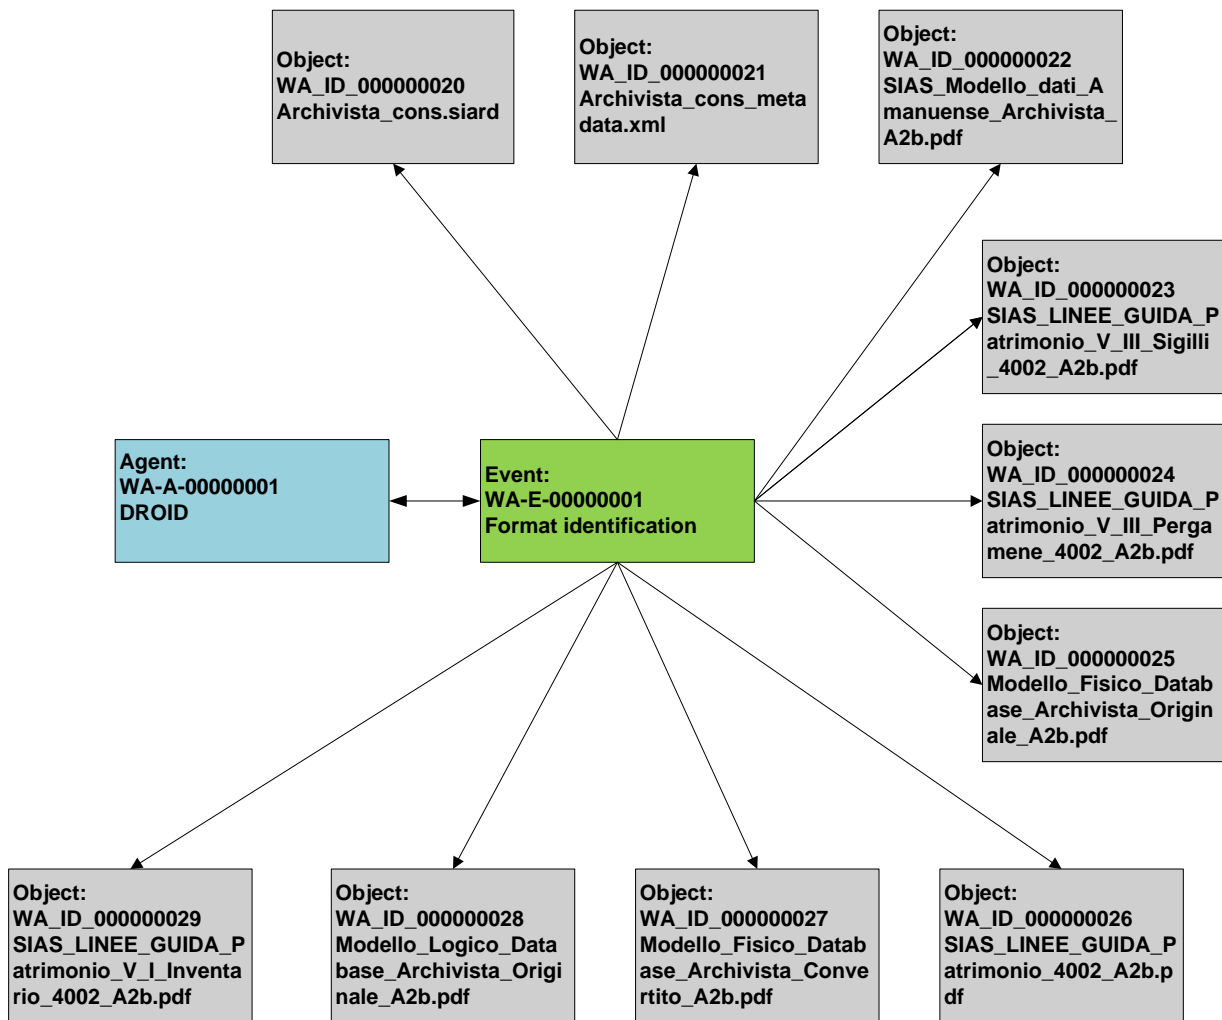 Object:
WA_ID_000000020
Archivista_cons.siard
Object:
WA_ID_000000021
Archivista_cons_meta
data.xml
Object:
WA_ID_000000022
SIAS_Modello_dati_A
manuense_Archivista_
A2b.pdf
Object:
WA_ID_000000023
SIAS_LINEE_GUIDA_P
atrimonio_V_III_Sigilli
_4002_A2b.pdf
Agent:
WA-A-00000001
DROID
Event:
WA-E-00000001
Format identification
Object:
WA_ID_000000024
SIAS_LINEE_GUIDA_P
atrimonio_V_III_Perga
mene_4002_A2b.pdf
Object:
WA_ID_000000025
Modello_Fisico_Datab
ase_Archivista_Origin
ale_A2b.pdf
Object:
WA_ID_000000029
SIAS_LINEE_GUIDA_P
atrimonio_V_I_Inventa
rio_4002_A2b.pdf
Object:
WA_ID_000000028
Modello_Logico_Data
base_Archivista_Origi
nale_A2b.pdf
Object:
WA_ID_000000027
Modello_Fisico_Datab
ase_Archivista_Conve
rtito_A2b.pdf
Object:
WA_ID_000000026
SIAS_LINEE_GUIDA_P
atrimonio_4002_A2b.p
df